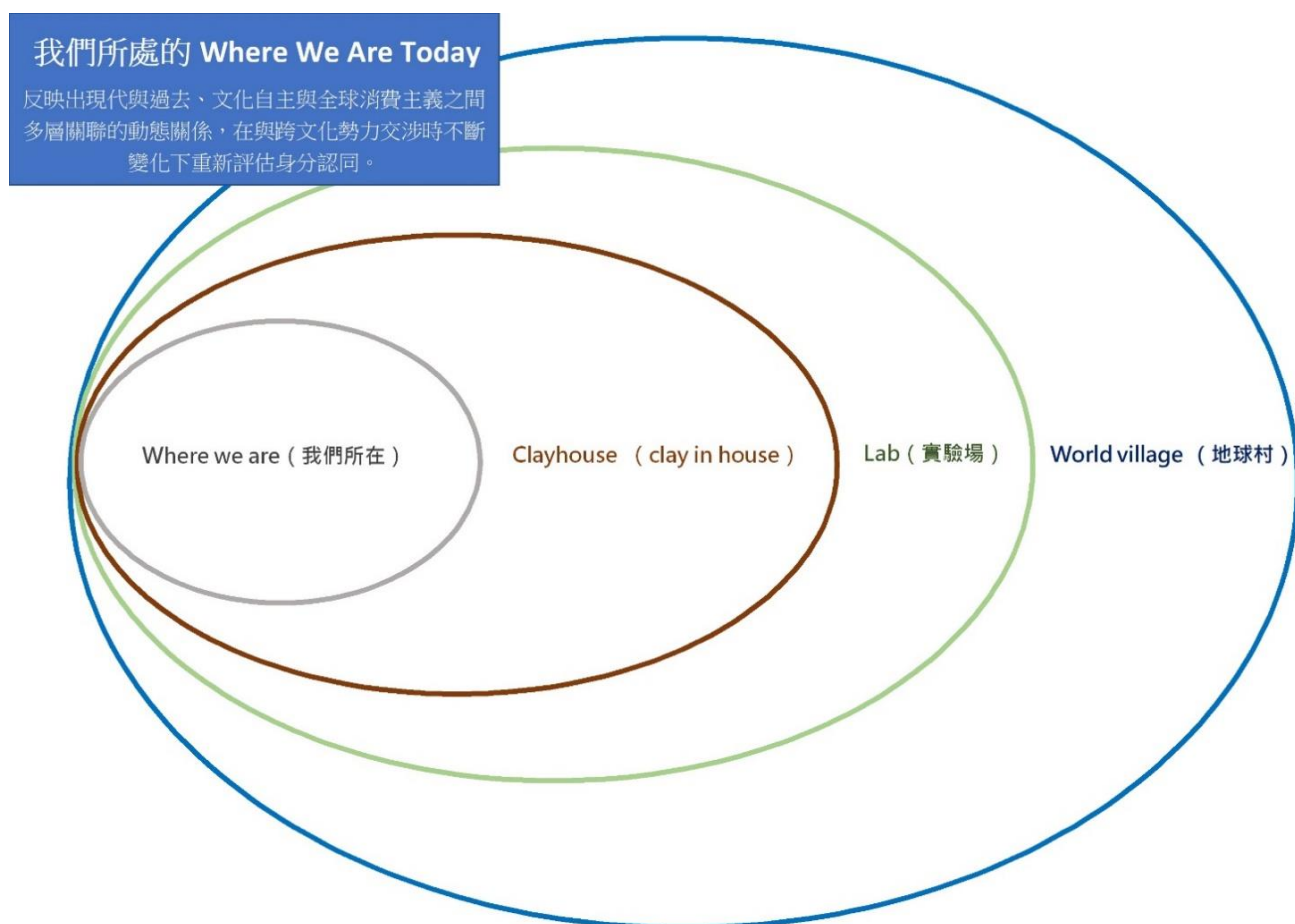 我們所處的 Where We Are Today
反映出現代與過去、文化自主與全球消費主義之間
多層關聯的動態關係，在與跨文化勢力交涉時不斷
變化下重新評估身分認同。
Where we are（我們所在）
Clayhouse （clay in house）
Lab（實驗場）
World village （地球村）